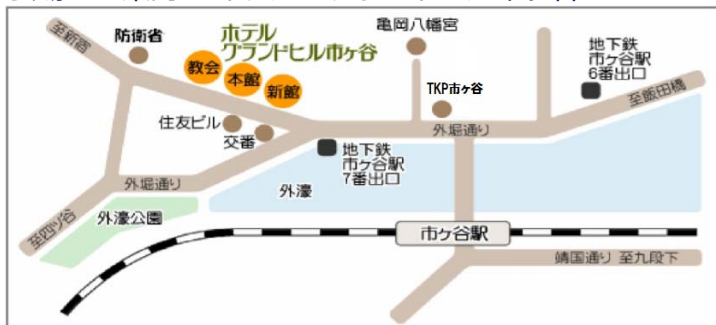 至新宿
防衛省
ホテル
グランドヒル市ヶ谷
教会
本館
新館
亀岡八幡宮
TKP市ヶ谷
地下鉄
市ヶ谷駅
6番出口
至飯田橋
住友ビル
交番
外堀通り
地下鉄
市ヶ谷駅
7番出口
外堀通り
外濠
外濠公園
至四ツ谷
市ヶ谷駅
靖国通り 至九段下